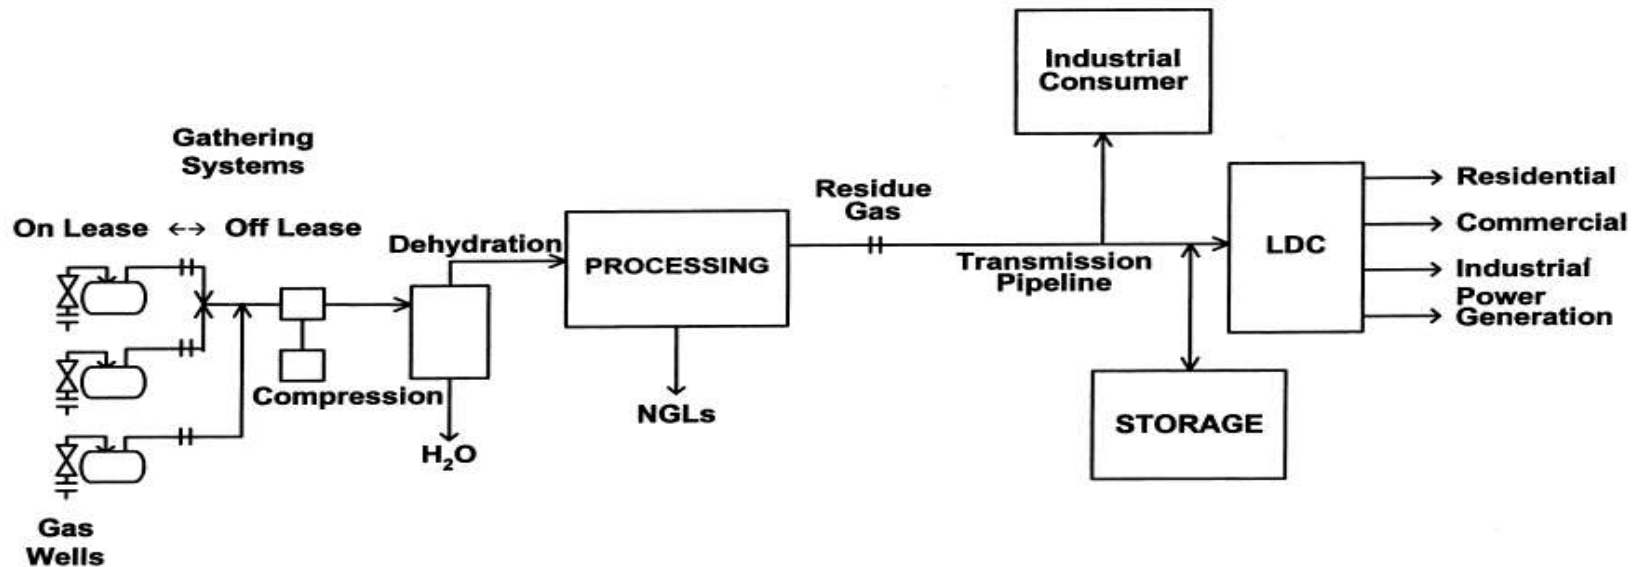 Industrial
Consumer
Gathering
Systems
On Lease ↔ Off Lease
Dehydration
PROCESSING
Residue
Gas
Transmission
Pipeline
LDC
Residential
Commercial
Industrial
Power
Generation
Compression
H₂O
NGLs
STORAGE
Gas
Wells